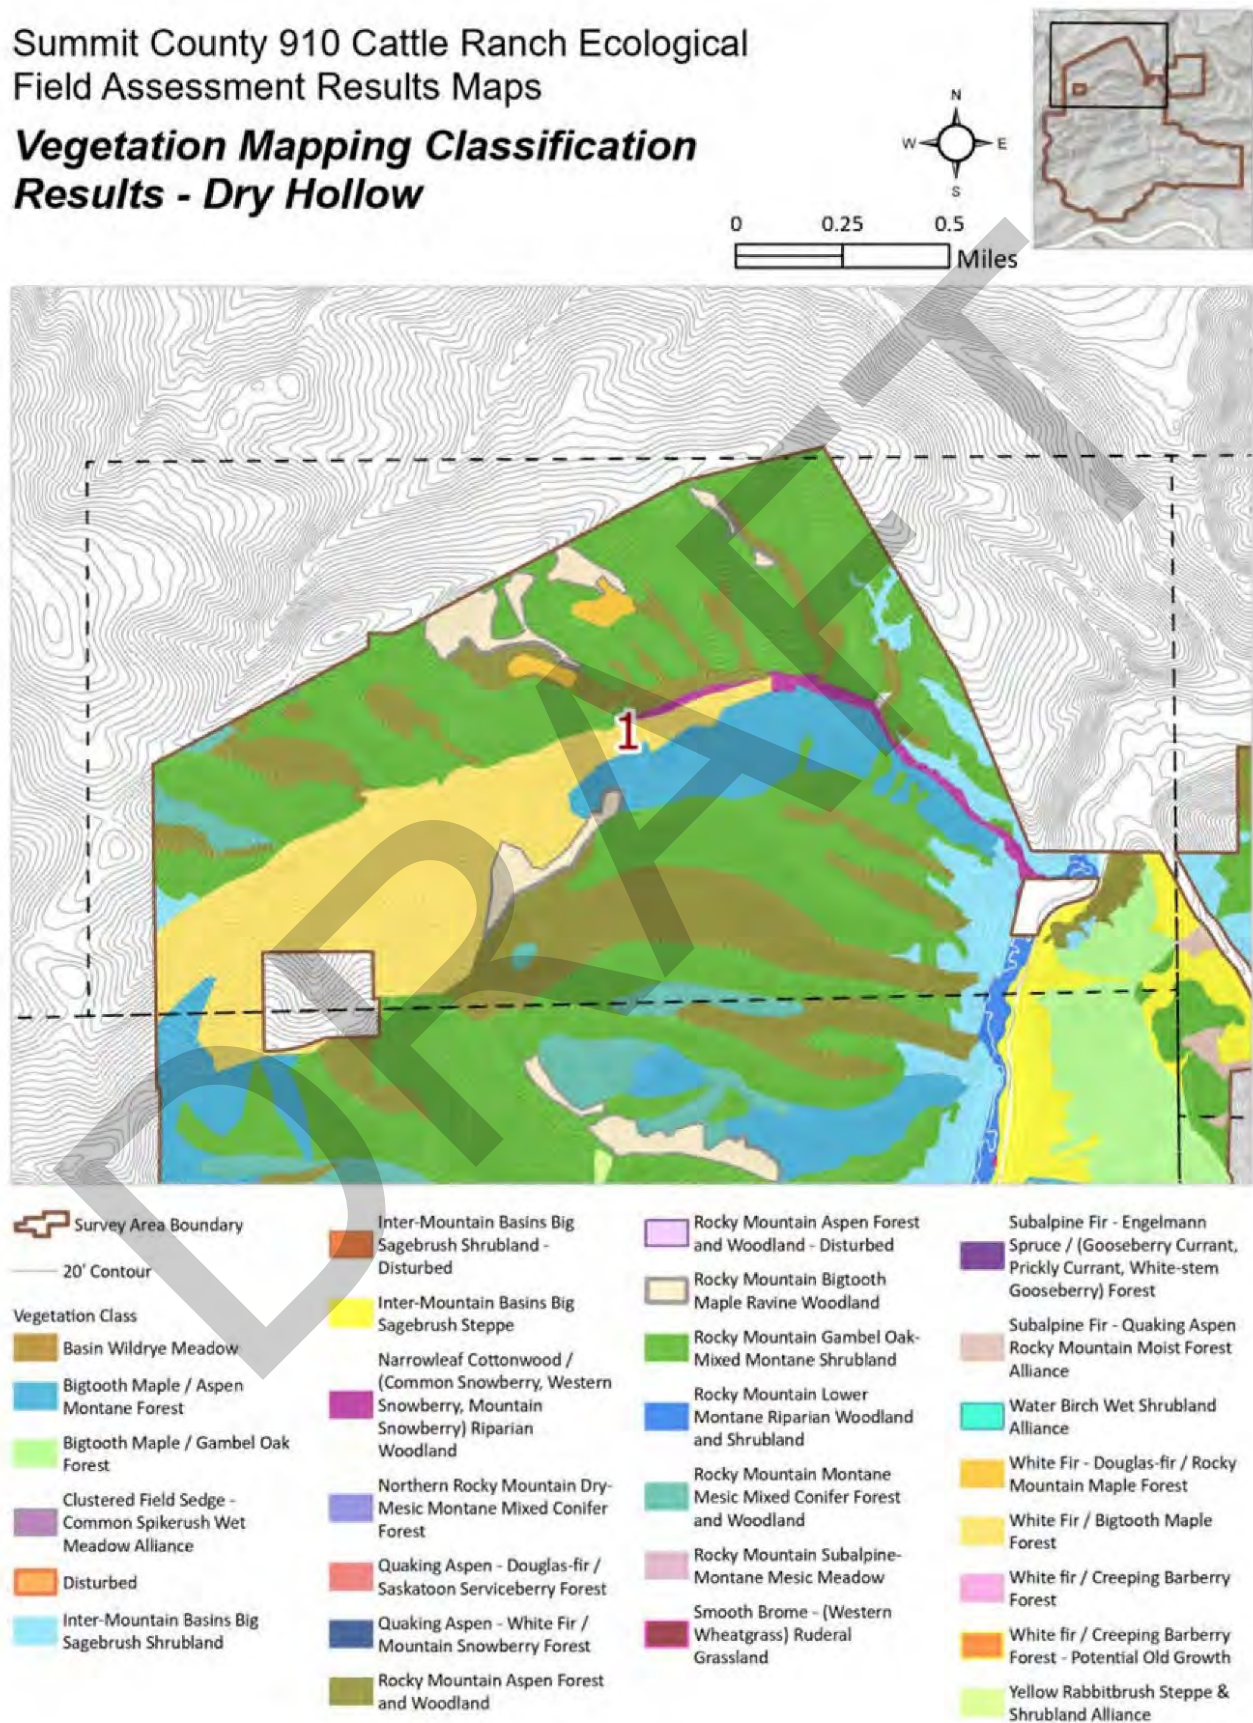 Summit County 910 Cattle Ranch Ecological
Field Assessment Results Maps
Vegetation Mapping Classification
Results - Dry Hollow
N
W
E
S
0
0.25
0.5
Miles
DRAFT
1
Survey Area Boundary
20' Contour
Vegetation Class
Basin Wildrye Meadow
Bigtooth Maple / Aspen
Montane Forest
Bigtooth Maple / Gambel Oak
Forest
Clustered Field Sedge -
Common Spikerush Wet
Meadow Alliance
Disturbed
Inter-Mountain Basins Big
Sagebrush Shrubland
Inter-Mountain Basins Big
Sagebrush Shrubland -
Disturbed
Inter-Mountain Basins Big
Sagebrush Steppe
Narrowleaf Cottonwood /
(Common Snowberry, Western
Snowberry, Mountain
Snowberry) Riparian
Woodland
Northern Rocky Mountain Dry-
Mesic Montane Mixed Conifer
Forest
Quaking Aspen - Douglas-fir /
Saskatoon Serviceberry Forest
Quaking Aspen - White Fir /
Mountain Snowberry Forest
Rocky Mountain Aspen Forest
and Woodland
Rocky Mountain Aspen Forest
and Woodland - Disturbed
Rocky Mountain Bigtooth
Maple Ravine Woodland
Rocky Mountain Gambel Oak-
Mixed Montane Shrubland
Rocky Mountain Lower
Montane Riparian Woodland
and Shrubland
Rocky Mountain Montane
Mesic Mixed Conifer Forest
and Woodland
Rocky Mountain Subalpine-
Montane Mesic Meadow
Smooth Brome - (Western
Wheatgrass) Ruderal
Grassland
Subalpine Fir - Engelmann
Spruce / (Gooseberry Currant,
Prickly Currant, White-stem
Gooseberry) Forest
Subalpine Fir - Quaking Aspen
Rocky Mountain Moist Forest
Alliance
Water Birch Wet Shrubland
Alliance
White Fir - Douglas-fir / Rocky
Mountain Maple Forest
White Fir / Bigtooth Maple
Forest
White fir / Creeping Barberry
Forest
White fir / Creeping Barberry
Forest - Potential Old Growth
Yellow Rabbitbrush Steppe &
Shrubland Alliance